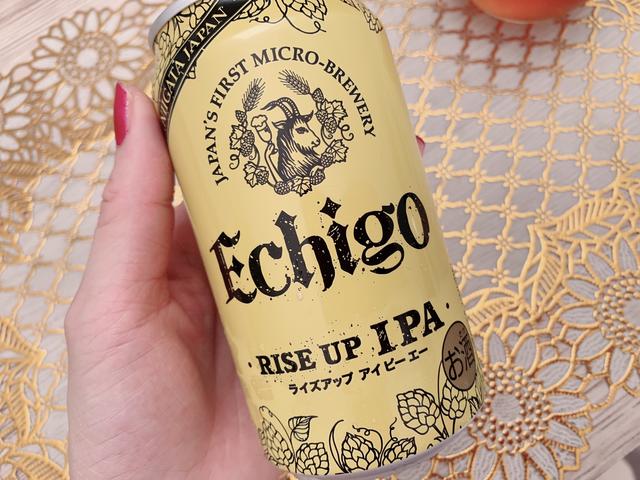 NIIGATA JAPAN
JAPAN'S FIRST MICRO-BREWERY
Echigo
·RISE UP IPA·
ライズアップ アイ ピー エー
お酒